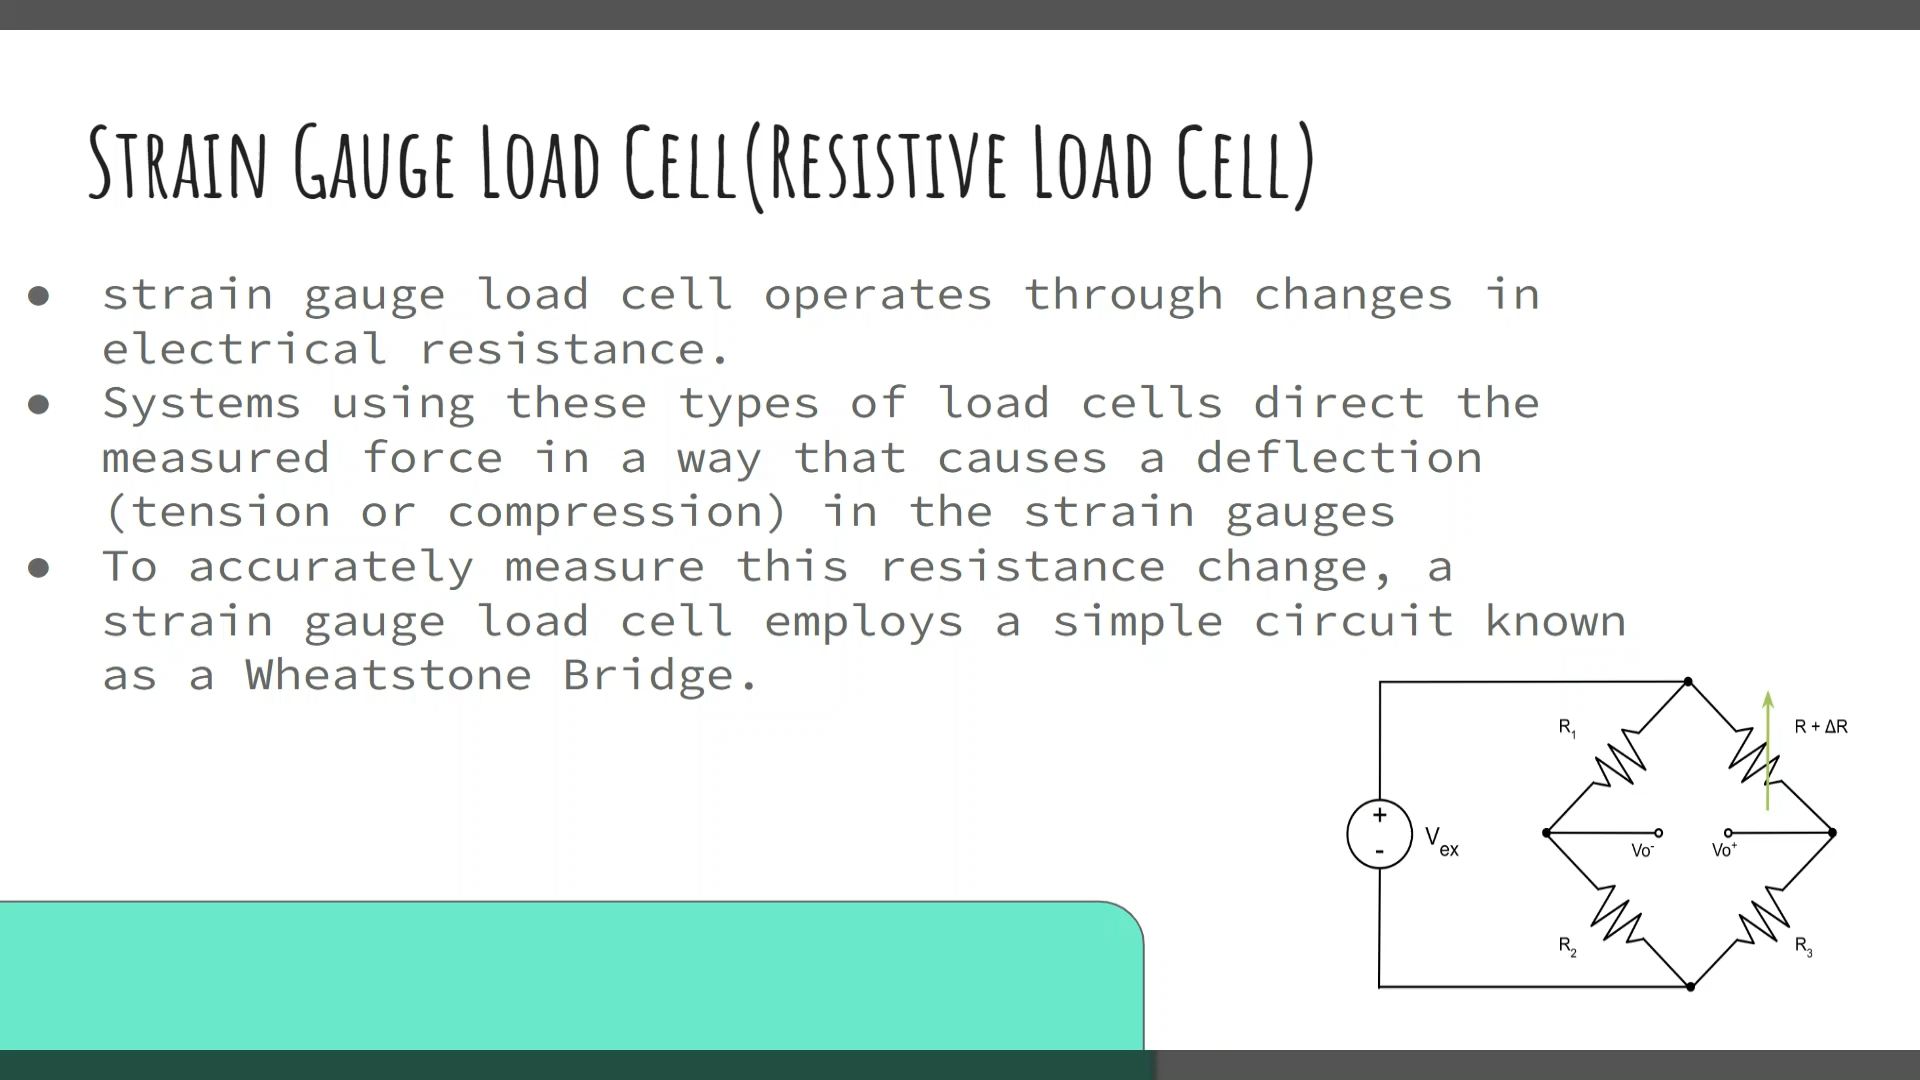 STRAIN GAUGE LOAD CELL(RESISTIVE LOAD CELL)
● strain gauge load cell operates through changes in
electrical resistance.
● Systems using these types of load cells direct the
measured force in a way that causes a deflection
(tension or compression) in the strain gauges
● To accurately measure this resistance change, a
strain gauge load cell employs a simple circuit known
as a Wheatstone Bridge.
R₁
R + ΔR
+
-
Vex
Vo⁻
Vo⁺
R₂
R₃